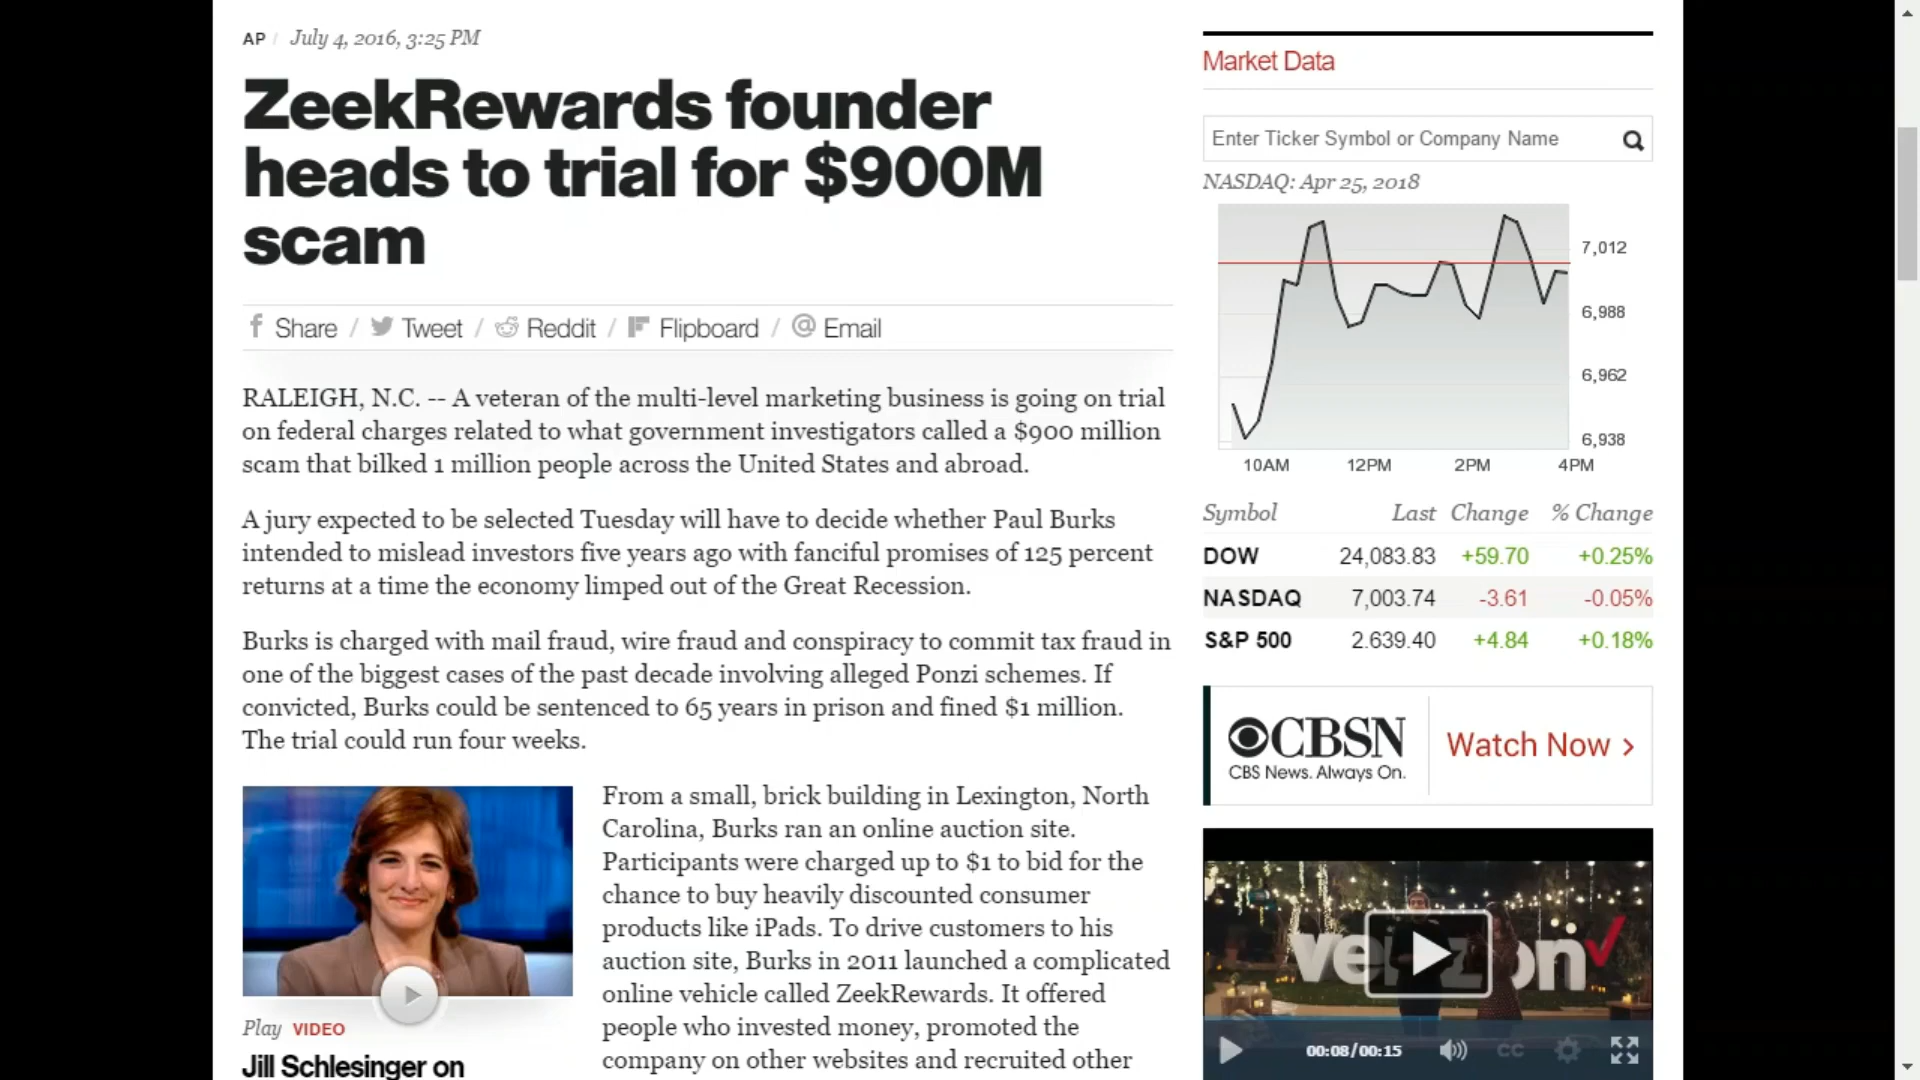 AP / July 4, 2016, 3:25 PM
ZeekRewards founder
heads to trial for $900M
scam
Share / Tweet / Reddit / Flipboard / Email
RALEIGH, N.C. -- A veteran of the multi-level marketing business is going on trial
on federal charges related to what government investigators called a $900 million
scam that bilked 1 million people across the United States and abroad.
A jury expected to be selected Tuesday will have to decide whether Paul Burks
intended to mislead investors five years ago with fanciful promises of 125 percent
returns at a time the economy limped out of the Great Recession.
Burks is charged with mail fraud, wire fraud and conspiracy to commit tax fraud in
one of the biggest cases of the past decade involving alleged Ponzi schemes. If
convicted, Burks could be sentenced to 65 years in prison and fined $1 million.
The trial could run four weeks.
From a small, brick building in Lexington, North
Carolina, Burks ran an online auction site.
Participants were charged up to $1 to bid for the
chance to buy heavily discounted consumer
products like iPads. To drive customers to his
auction site, Burks in 2011 launched a complicated
online vehicle called ZeekRewards. It offered
people who invested money, promoted the
company on other websites and recruited other
Play VIDEO
Jill Schlesinger on
Market Data
Enter Ticker Symbol or Company Name
NASDAQ: Apr 25, 2018
7,012
6,988
6,962
6,938
10AM 12PM 2PM 4PM
Symbol Last Change % Change
DOW 24,083.83 +59.70 +0.25%
NASDAQ 7,003.74 -3.61 -0.05%
S&P 500 2.639.40 +4.84 +0.18%
CBSN
CBS News. Always On.
Watch Now >
verizon
00:08/00:15 CC